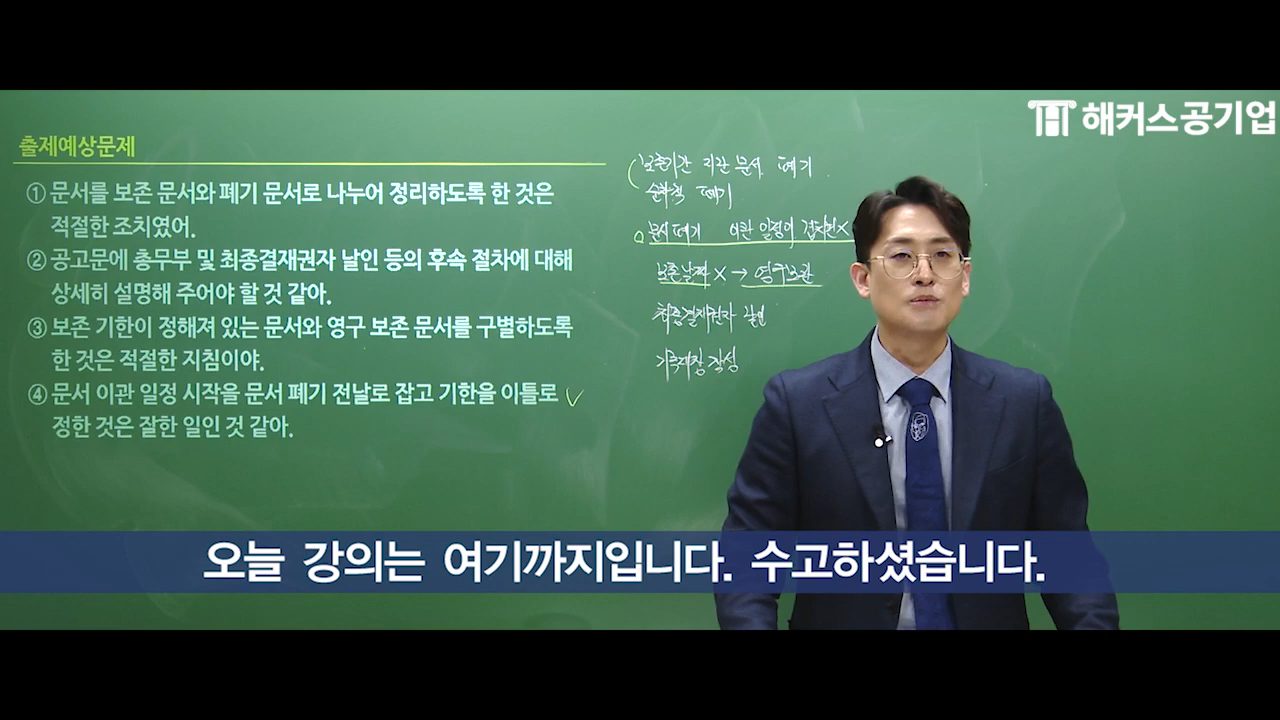 해커스공기업
출제예상문제
① 문서를 보존 문서와 폐기 문서로 나누어 정리하도록 한 것은
적절한 조치였어.
② 공고문에 총무부 및 최종결재권자 날인 등의 후속 절차에 대해
상세히 설명해 주어야 할 것 같아.
③ 보존 기한이 정해져 있는 문서와 영구 보존 문서를 구별하도록
한 것은 적절한 지침이야.
④ 문서 이관 일정 시작을 문서 폐기 전날로 잡고 기한을 이틀로
정한 것은 잘한 일인 것 같아.
보존기간 지난 문서 폐기
폐기
문서 폐기 이관 일정이 겹치면 X
보존 날짜 X → 영구보관
최종결재권자 날인
기록대장 작성
오늘 강의는 여기까지입니다. 수고하셨습니다.